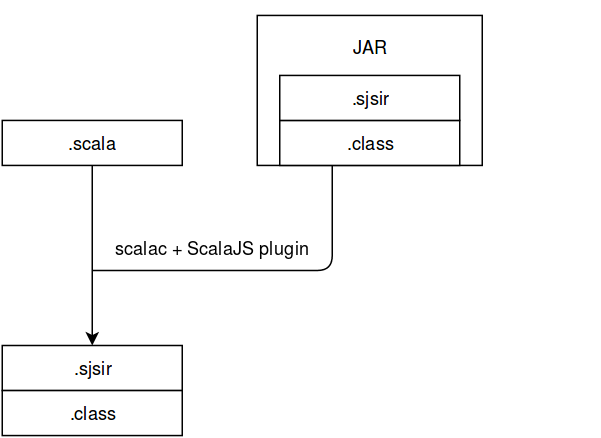 JAR
.sjsir
.class
.scala
scalac + ScalaJS plugin
.sjsir
.class